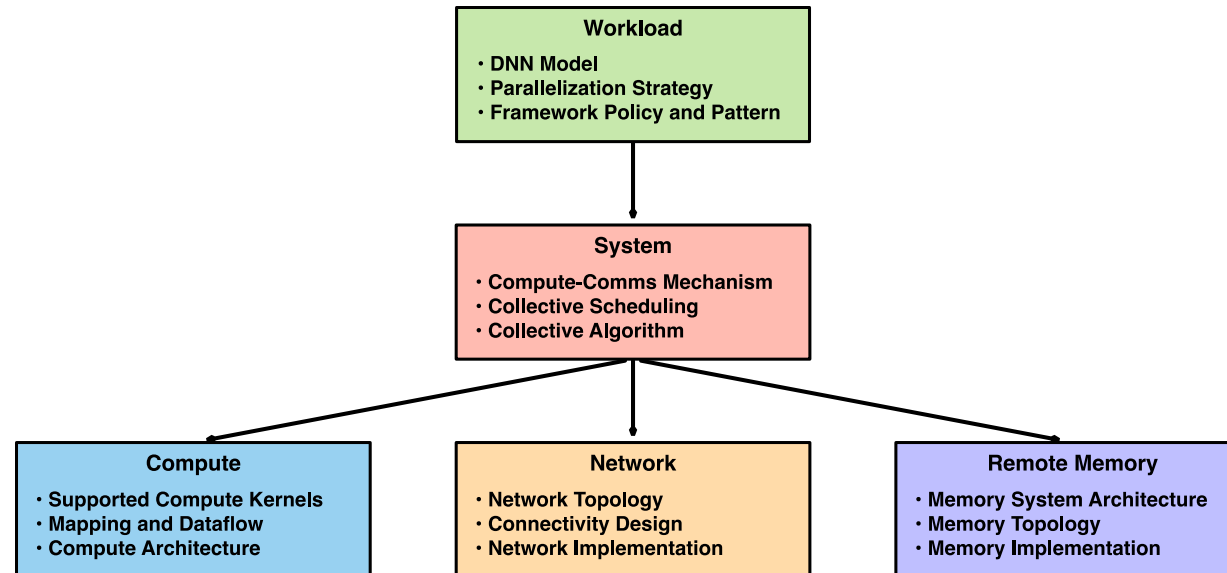 Workload
· DNN Model
· Parallelization Strategy
· Framework Policy and Pattern
System
· Compute-Comms Mechanism
· Collective Scheduling
· Collective Algorithm
Compute
· Supported Compute Kernels
· Mapping and Dataflow
· Compute Architecture
Network
· Network Topology
· Connectivity Design
· Network Implementation
Remote Memory
· Memory System Architecture
· Memory Topology
· Memory Implementation